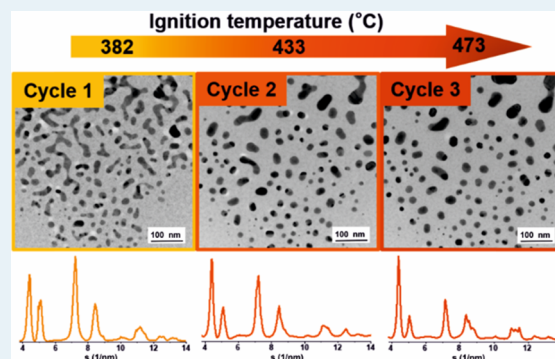 Ignition temperature (°C)
382 433 473
Cycle 1 Cycle 2 Cycle 3
100 nm 100 nm 100 nm
4 6 8 10 12 14 4 6 8 10 12 14 4 6 8 10 12
s (1/nm) s (1/nm) s (1/nm)